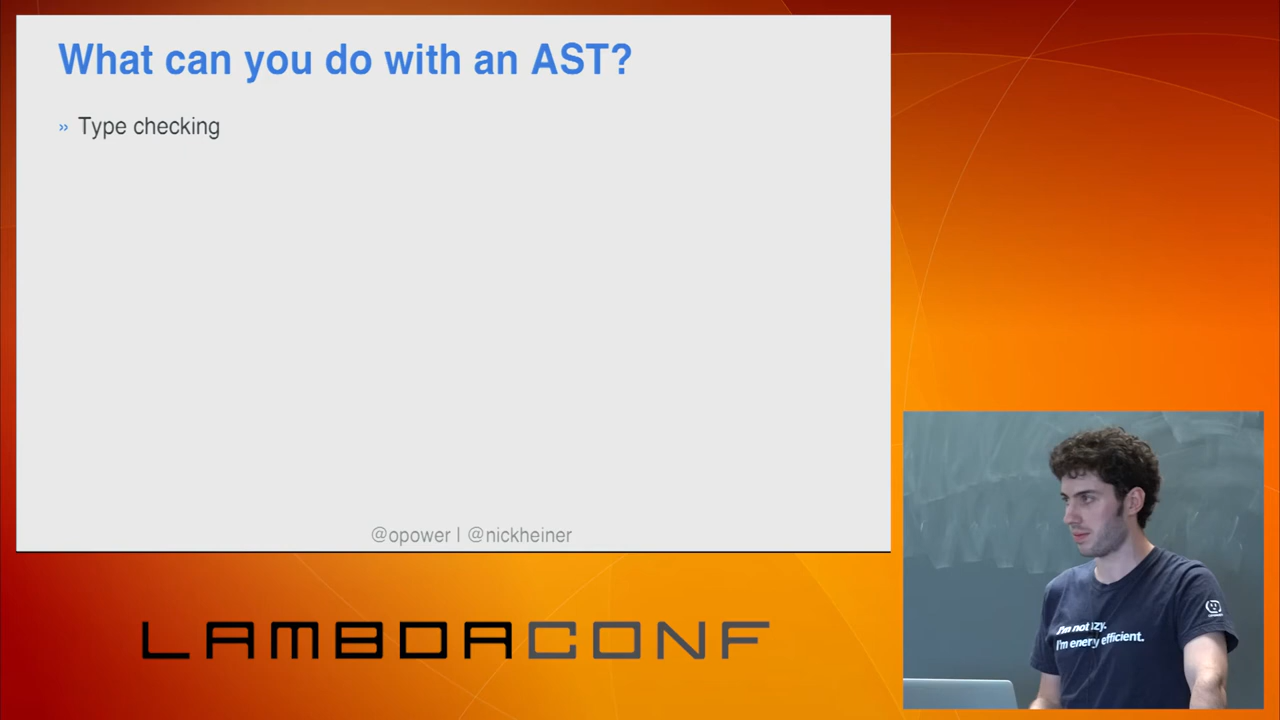 What can you do with an AST?
» Type checking
@opower | @nickheiner
LAMBDACONF
I'm not lazy.
I'm energy efficient.